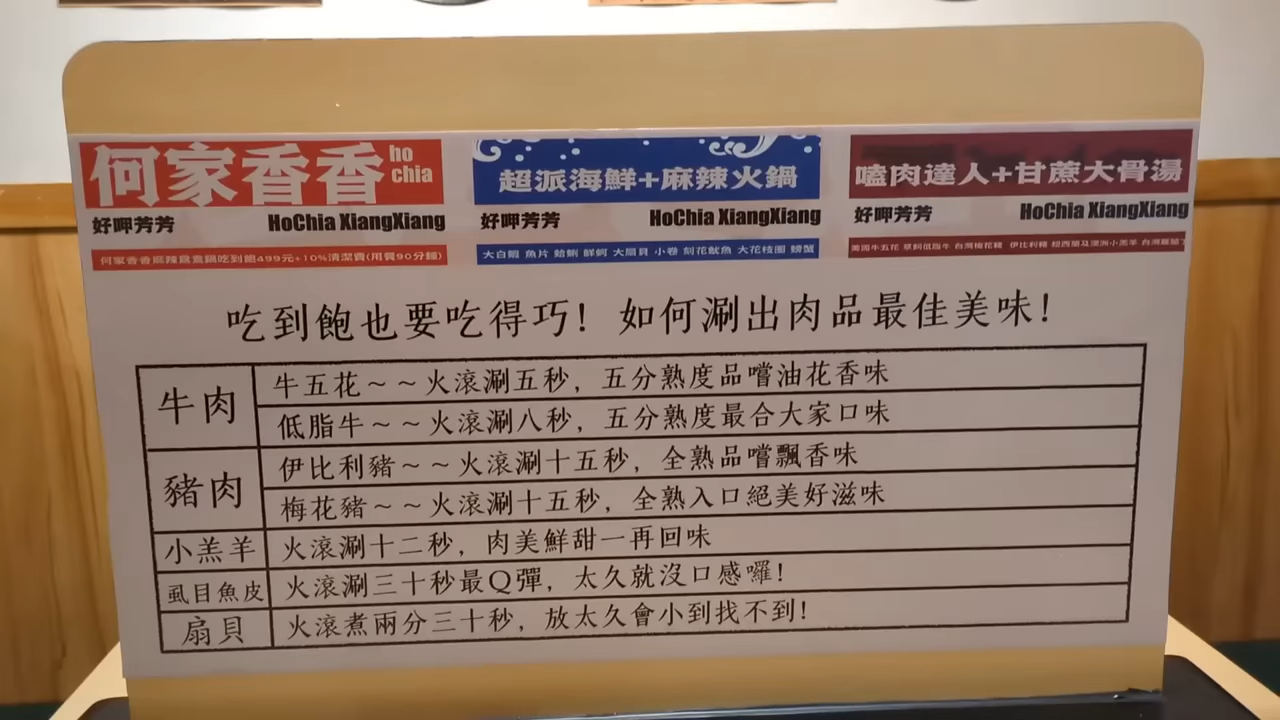 何家香香 ho chia
好呷芳芳 HoChia XiangXiang
何家香香麻辣鴛鴦鍋吃到飽499元+10%清潔費(用餐90分鐘)
超派海鮮+麻辣火鍋
好呷芳芳 HoChia XiangXiang
大白蝦 魚片 蛤蜊 鮮蚵 大扇貝 小卷 刻花魷魚 大花枝圈 螃蟹
嗑肉達人+甘蔗大骨湯
好呷芳芳 HoChia XiangXiang
美國牛五花 草飼低脂牛 台灣梅花豬 伊比利豬 紐西蘭及澳洲小羔羊
吃到飽也要吃得巧! 如何涮出肉品最佳美味!
牛肉
牛五花~~火滾涮五秒, 五分熟度品嚐油花香味
低脂牛~~火滾涮八秒, 五分熟度最合大家口味
豬肉
伊比利豬~~火滾涮十五秒, 全熟品嚐飄香味
梅花豬~~火滾涮十五秒, 全熟入口絕美好滋味
小羔羊 火滾涮十二秒, 肉美鮮甜一再回味
虱目魚皮 火滾涮三十秒最Q彈, 太久就沒口感囉!
扇貝 火滾煮兩分三十秒, 放太久會小到找不到!